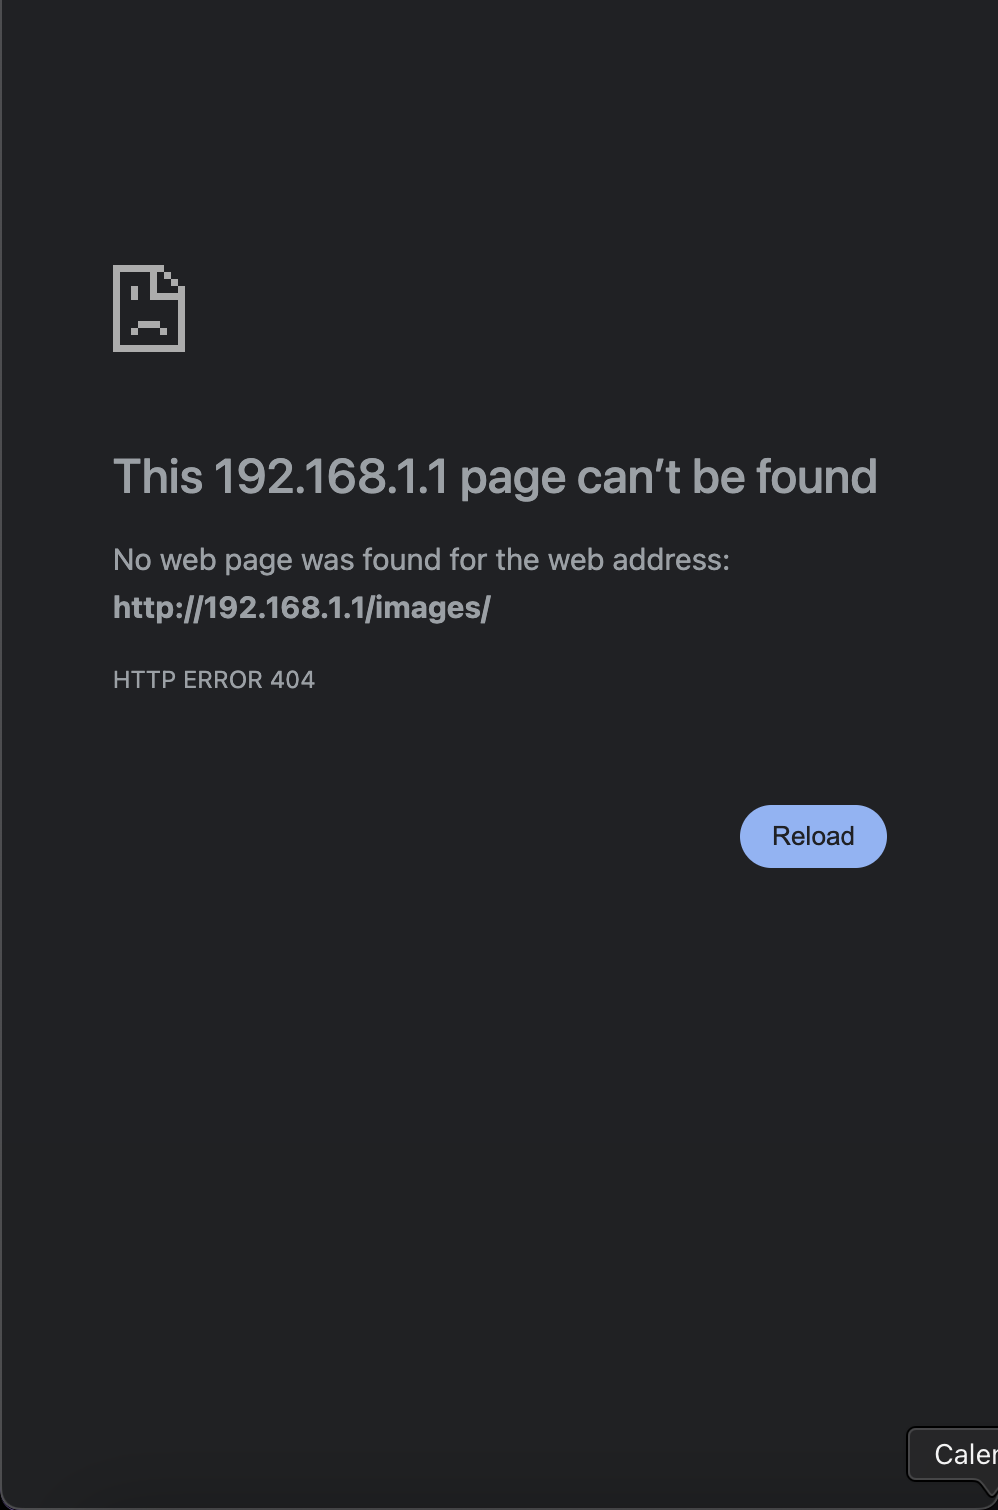 This 192.168.1.1 page can’t be found
No web page was found for the web address:
http://192.168.1.1/images/
HTTP ERROR 404
Reload